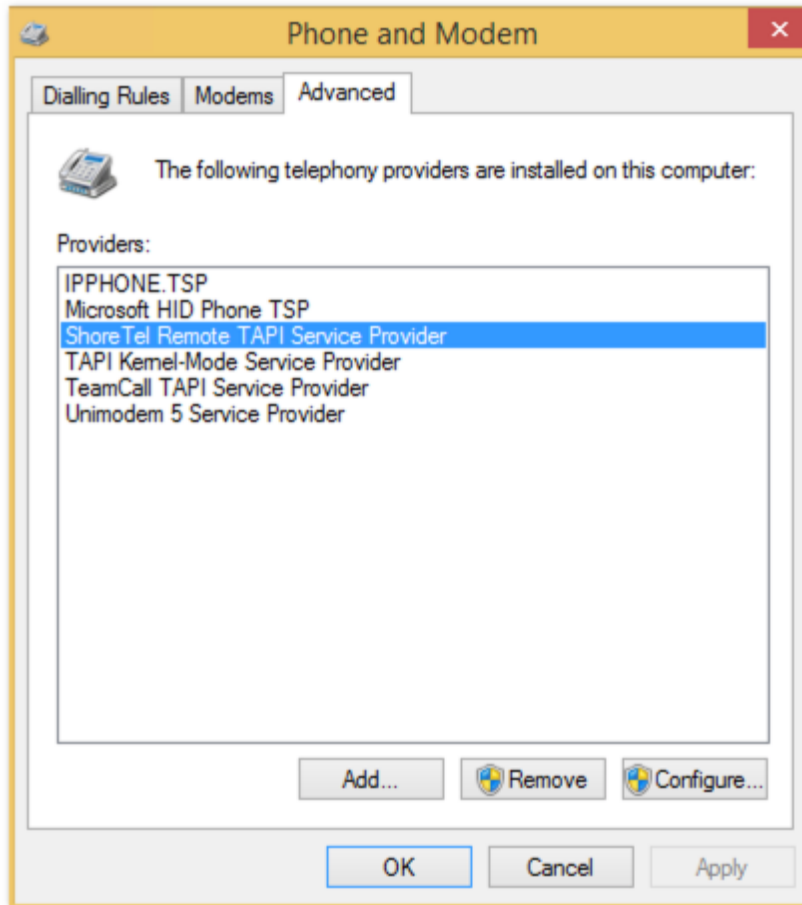 Phone and Modem
Dialling Rules Modems Advanced
The following telephony providers are installed on this computer:
Providers:
IPPHONE.TSP
Microsoft HID Phone TSP
ShoreTel Remote TAPI Service Provider
TAPI Kernel-Mode Service Provider
TeamCall TAPI Service Provider
Unimodem 5 Service Provider
Add... Remove Configure...
OK Cancel Apply